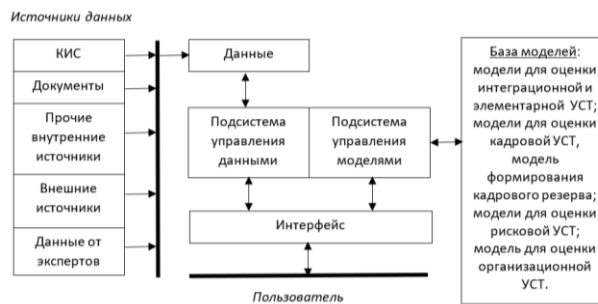 Источники данных
КИС
Документы
Прочие
внутренние
источники
Внешние
источники
Данные от
экспертов
Данные
Подсистема
управления
данными
Подсистема
управления
моделями
Интерфейс
Пользователь
База моделей:
модели для оценки
интеграционной и
элементарной УСТ;
модели для оценки
кадровой УСТ,
модель
формирования
кадрового резерва;
модели для оценки
рисковой УСТ;
модель для оценки
организационной
УСТ.